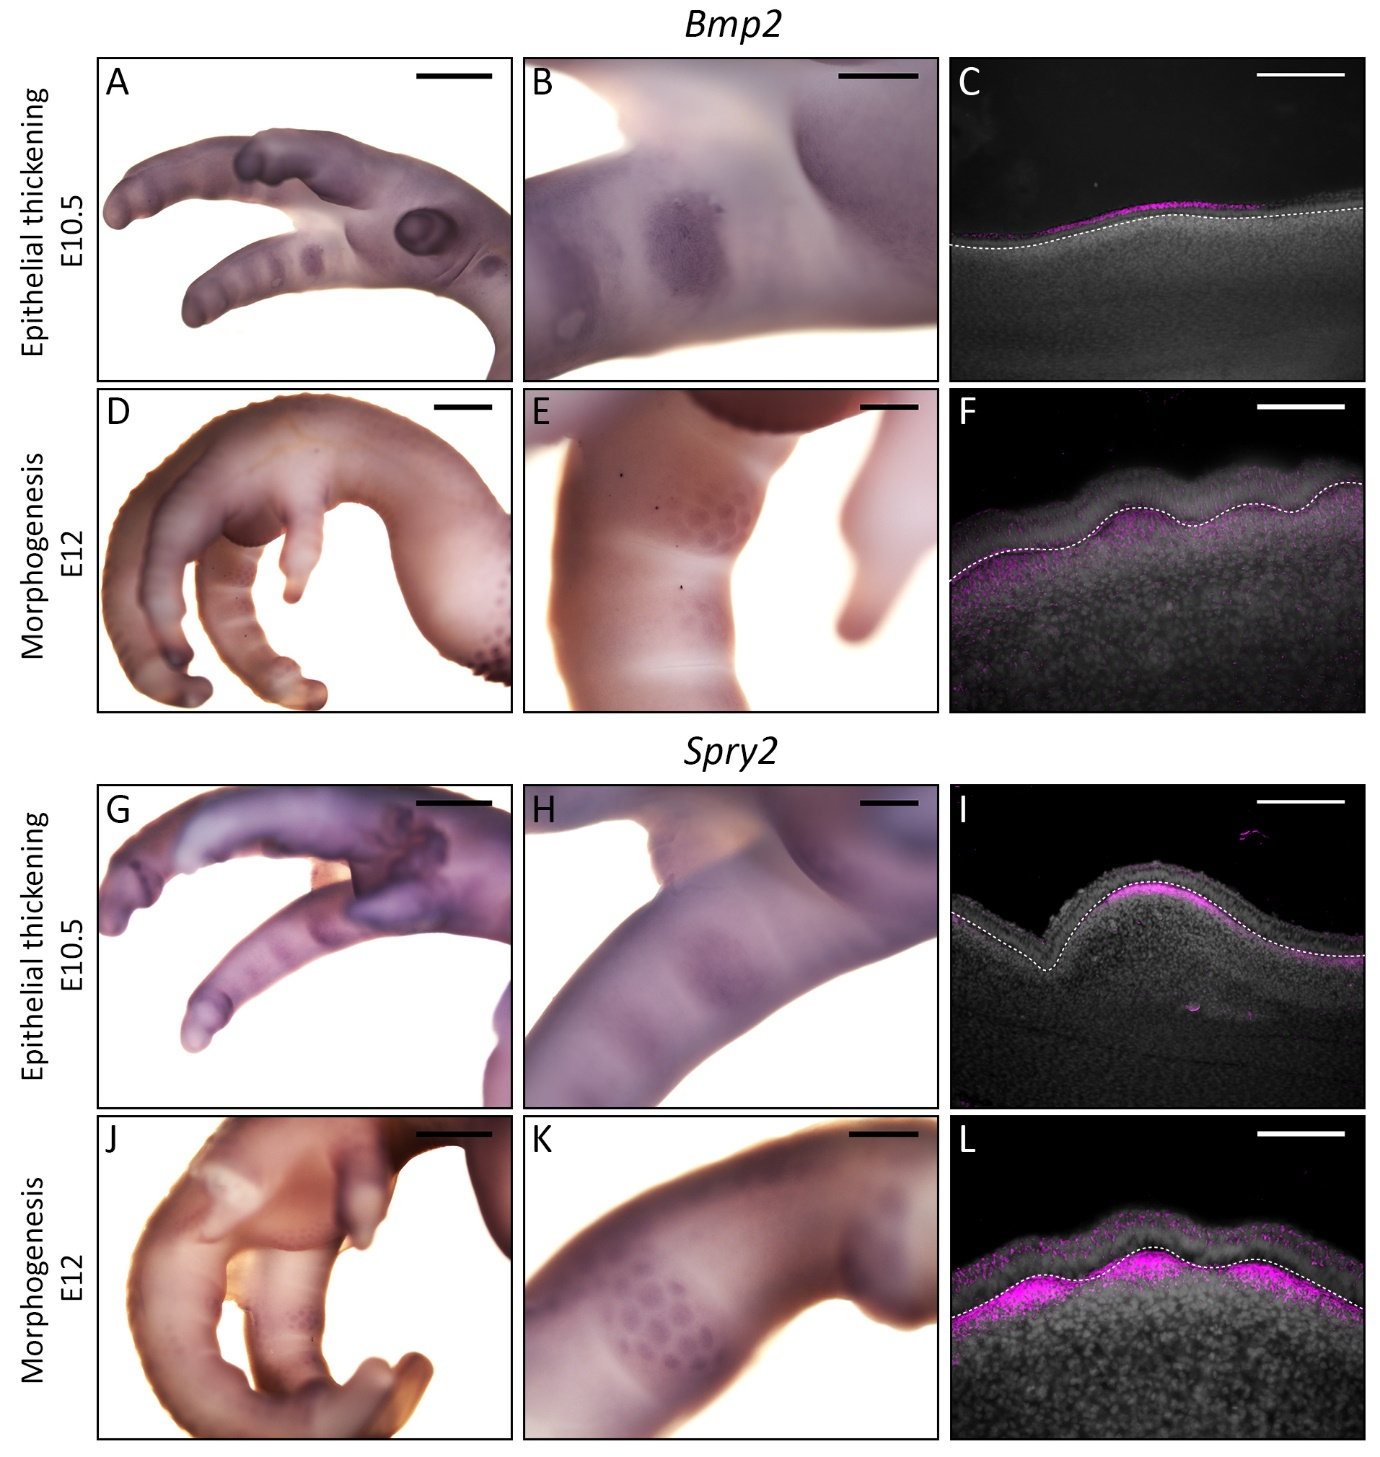 Bmp2
Epithelial thickening
E10.5
A
B
C
Morphogenesis
E12
D
E
F
Spry2
Epithelial thickening
E10.5
G
H
I
Morphogenesis
E12
J
K
L